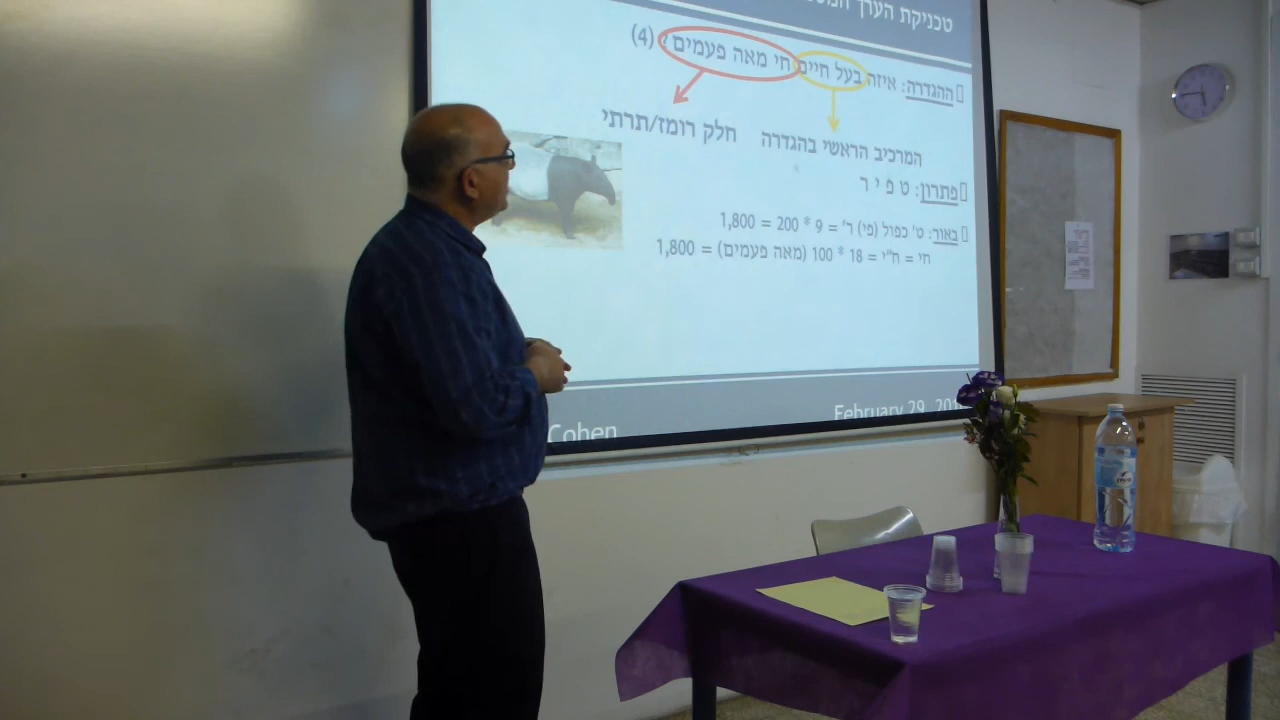 טכניקת הערך
ההגדרה: איזה בעל חיים חי מאה פעמים? (4)
המרכיב הראשי בהגדרה חלק רומז/תרתי
פתרון: ט פ י ר
באור: ט' כפול (פי) ר' = 9 * 200 = 1,800
חי = ח"י = 18 * 100 (מאה פעמים) = 1,800
Cohen February 29, 201